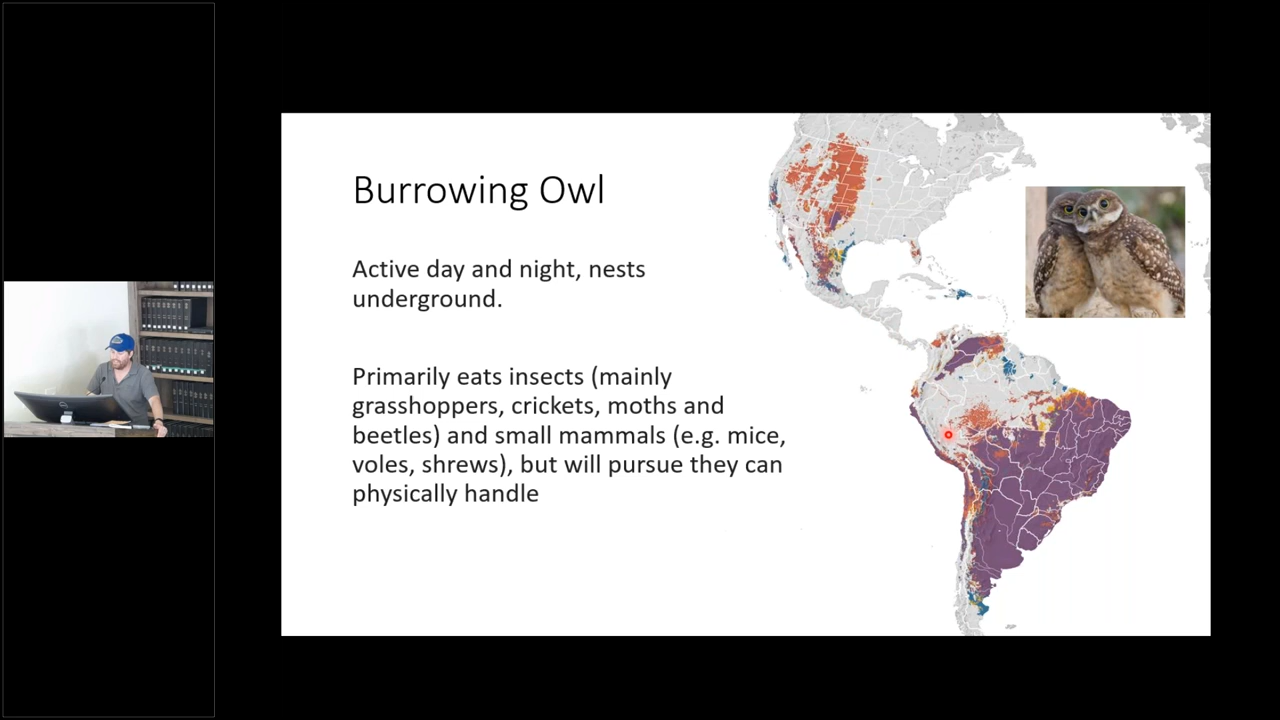 Burrowing Owl
Active day and night, nests
underground.
Primarily eats insects (mainly
grasshoppers, crickets, moths and
beetles) and small mammals (e.g. mice,
voles, shrews), but will pursue they can
physically handle